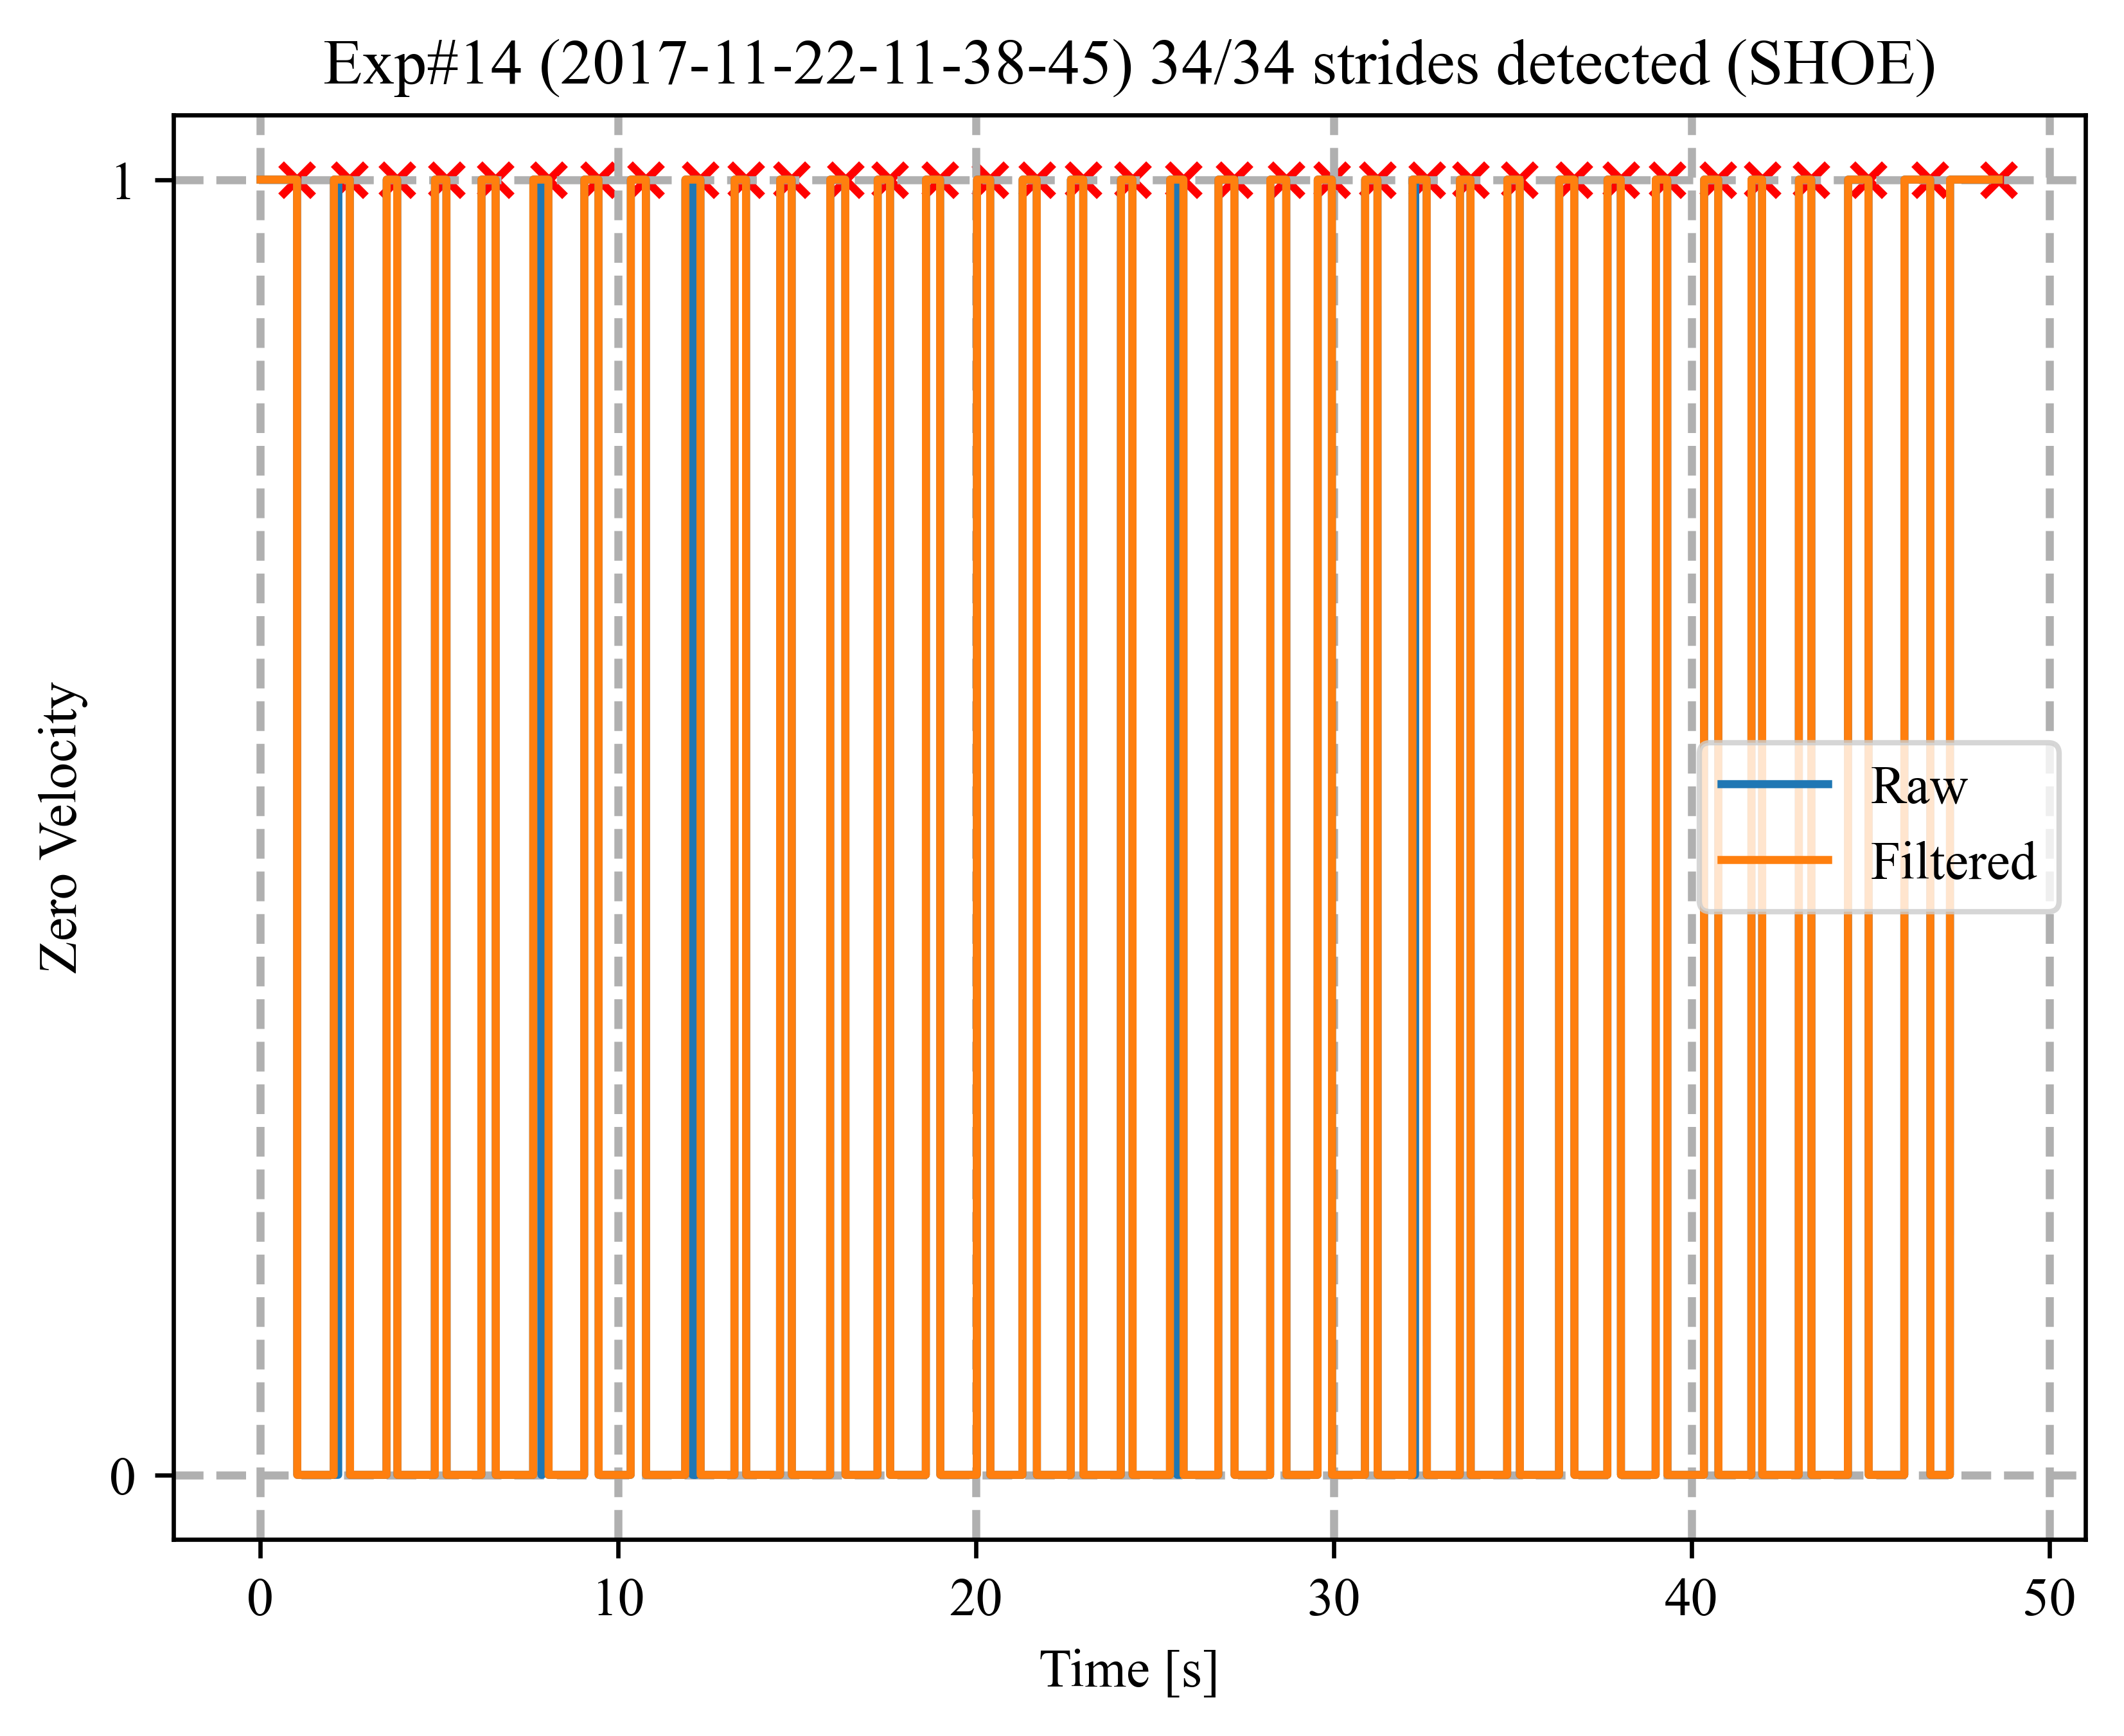 Exp#14 (2017-11-22-11-38-45) 34/34 strides detected (SHOE)
1
Zero Velocity
Raw
Filtered
0
0 10 20 30 40 50
Time [s]